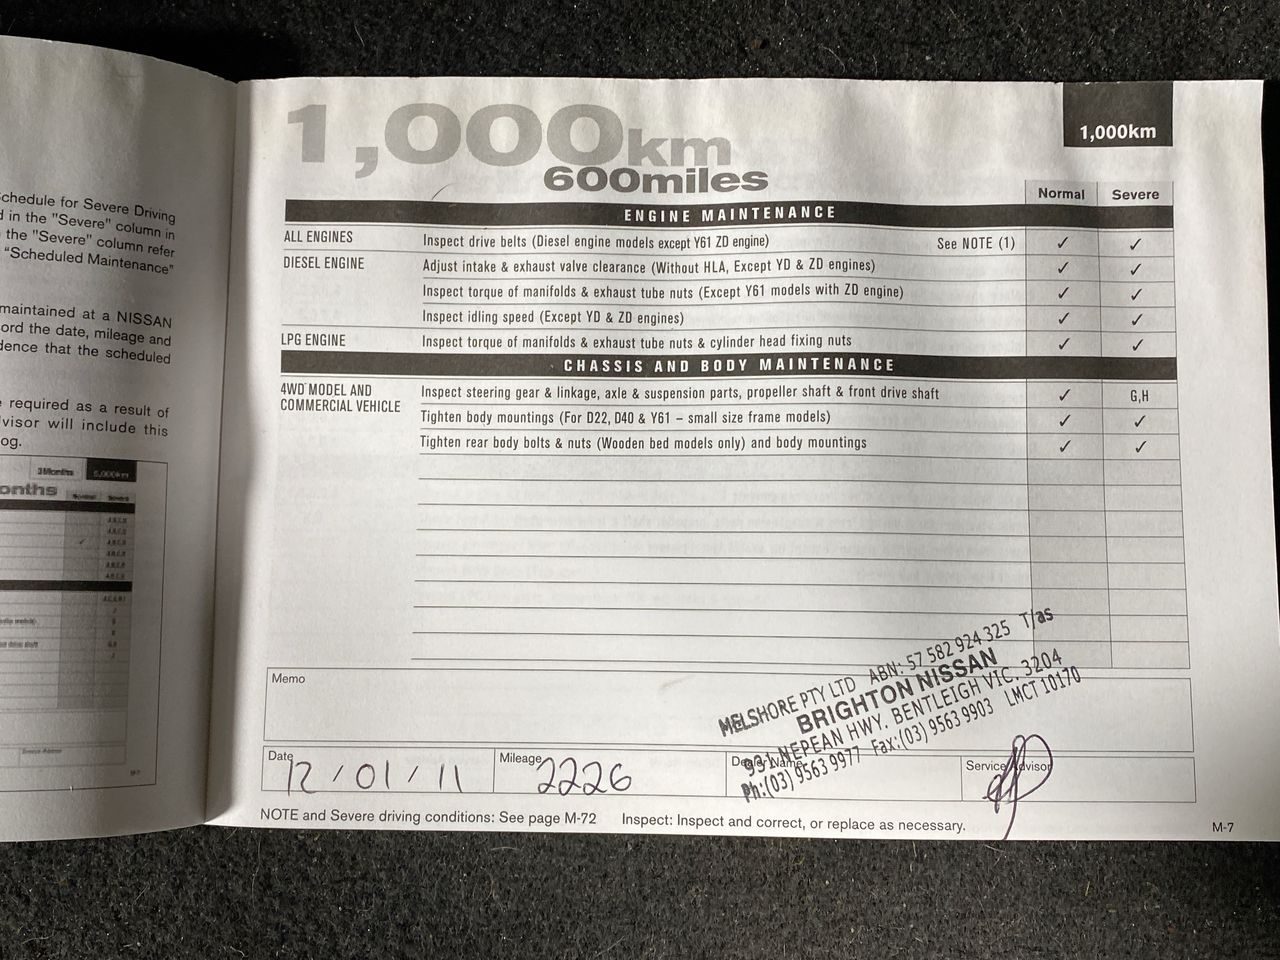 chedule for Severe Driving
d in the "Severe" column in
the "Severe" column refer
"Scheduled Maintenance"
maintained at a NISSAN
ord the date, mileage and
dence that the scheduled
e required as a result of
visor will include this
og.
3 Months 5,000km
onths Normal
1,000km
600miles
1,000km
Normal Severe
ENGINE MAINTENANCE
ALL ENGINES Inspect drive belts (Diesel engine models except Y61 ZD engine) See NOTE (1) ✓ ✓
DIESEL ENGINE Adjust intake & exhaust valve clearance (Without HLA, Except YD & ZD engines) ✓ ✓
Inspect torque of manifolds & exhaust tube nuts (Except Y61 models with ZD engine) ✓ ✓
Inspect idling speed (Except YD & ZD engines) ✓ ✓
LPG ENGINE Inspect torque of manifolds & exhaust tube nuts & cylinder head fixing nuts ✓ ✓
CHASSIS AND BODY MAINTENANCE
4WD MODEL AND Inspect steering gear & linkage, axle & suspension parts, propeller shaft & front drive shaft ✓ G,H
COMMERCIAL VEHICLE Tighten body mountings (For D22, D40 & Y61 – small size frame models) ✓ ✓
Tighten rear body bolts & nuts (Wooden bed models only) and body mountings ✓ ✓
Memo
MELSHORE PTY LTD ABN: 57 582 924 325 T/as
BRIGHTON NISSAN
931 NEPEAN HWY. BENTLEIGH VIC. 3204
Ph:(03) 9563 9977 Fax:(03) 9563 9903 LMCT 10170
Date 12 / 01 / 11 Mileage 2226 Dealer Name Service Advisor
NOTE and Severe driving conditions: See page M-72 Inspect: Inspect and correct, or replace as necessary.
M-7